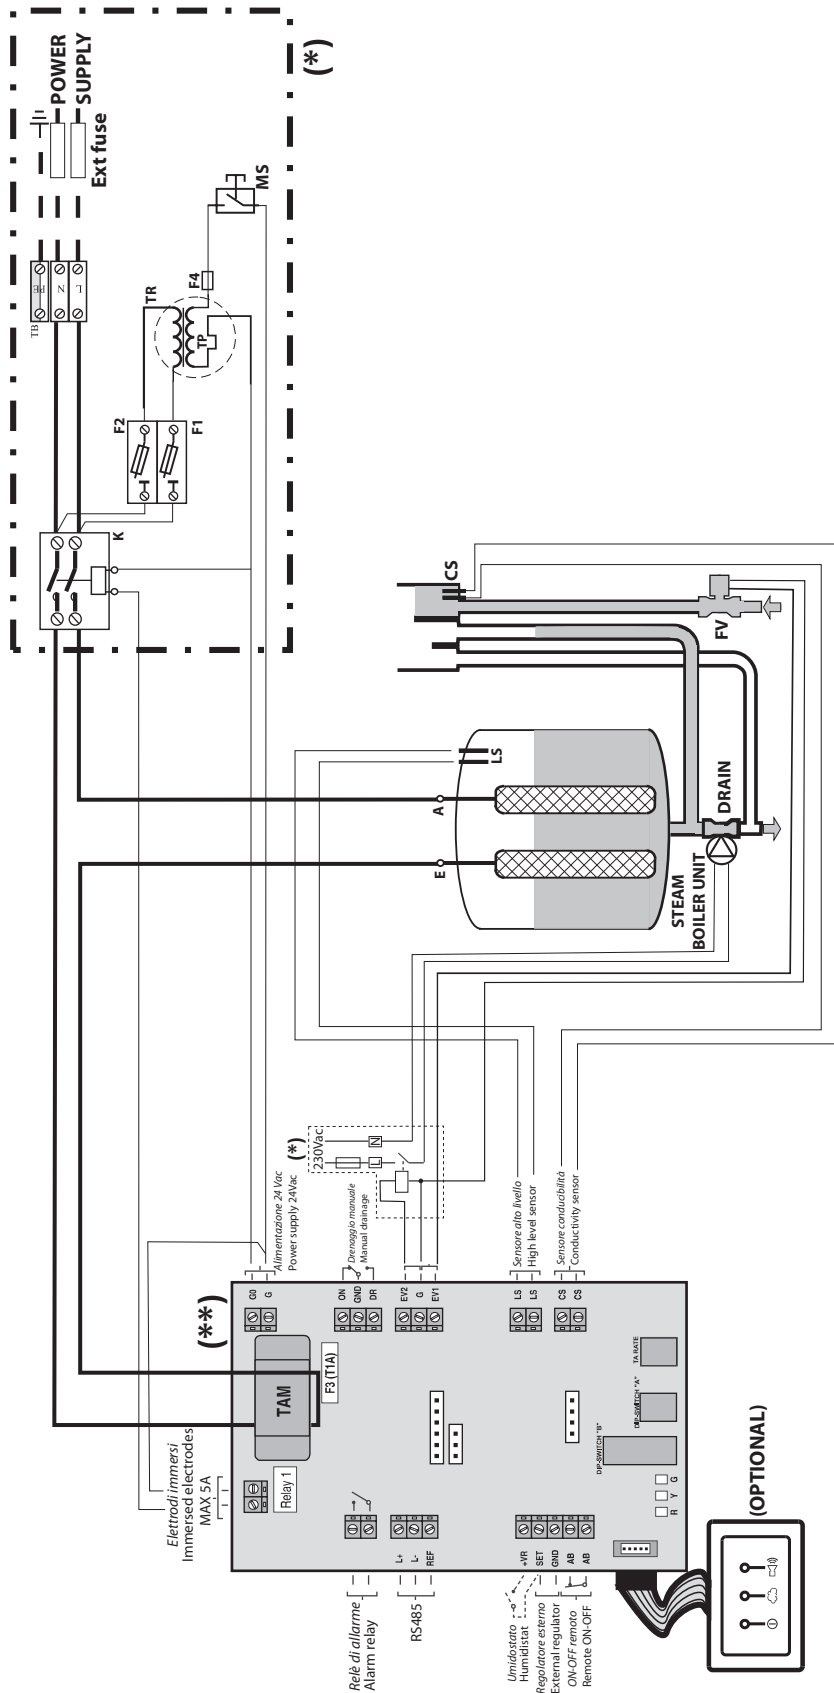 POWER
SUPPLY
Ext fuse
(*)
MS
TB
PE
N
L
F4
TR
TP
F2
F1
K
CS
FV
LS
A
E
DRAIN
STEAM
BOILER UNIT
(*)
230Vac
N
L
Alimentazione 24 Vac
Power supply 24Vac
Drenaggio manuale
Manual drainage
Sensore alto livello
High level sensor
Sensore conducibilità
Conductivity sensor
(**)
G0
G
ON
GND
DR
EV2
G
EV1
LS
LS
CS
CS
TAM
F3 (T1A)
TA RATE
DIP-SWITCH "A"
DIP-SWITCH "B"
R
Y
G
Elettrodi immersi
Immersed electrodes
MAX 5A
Relay 1
L+
L-
REF
+VR
SET
GND
AB
AB
Relè di allarme
Alarm relay
RS485
Umidostato
Humidistat
Regolatore esterno
External regulator
ON-OFF remoto
Remote ON-OFF
(OPTIONAL)